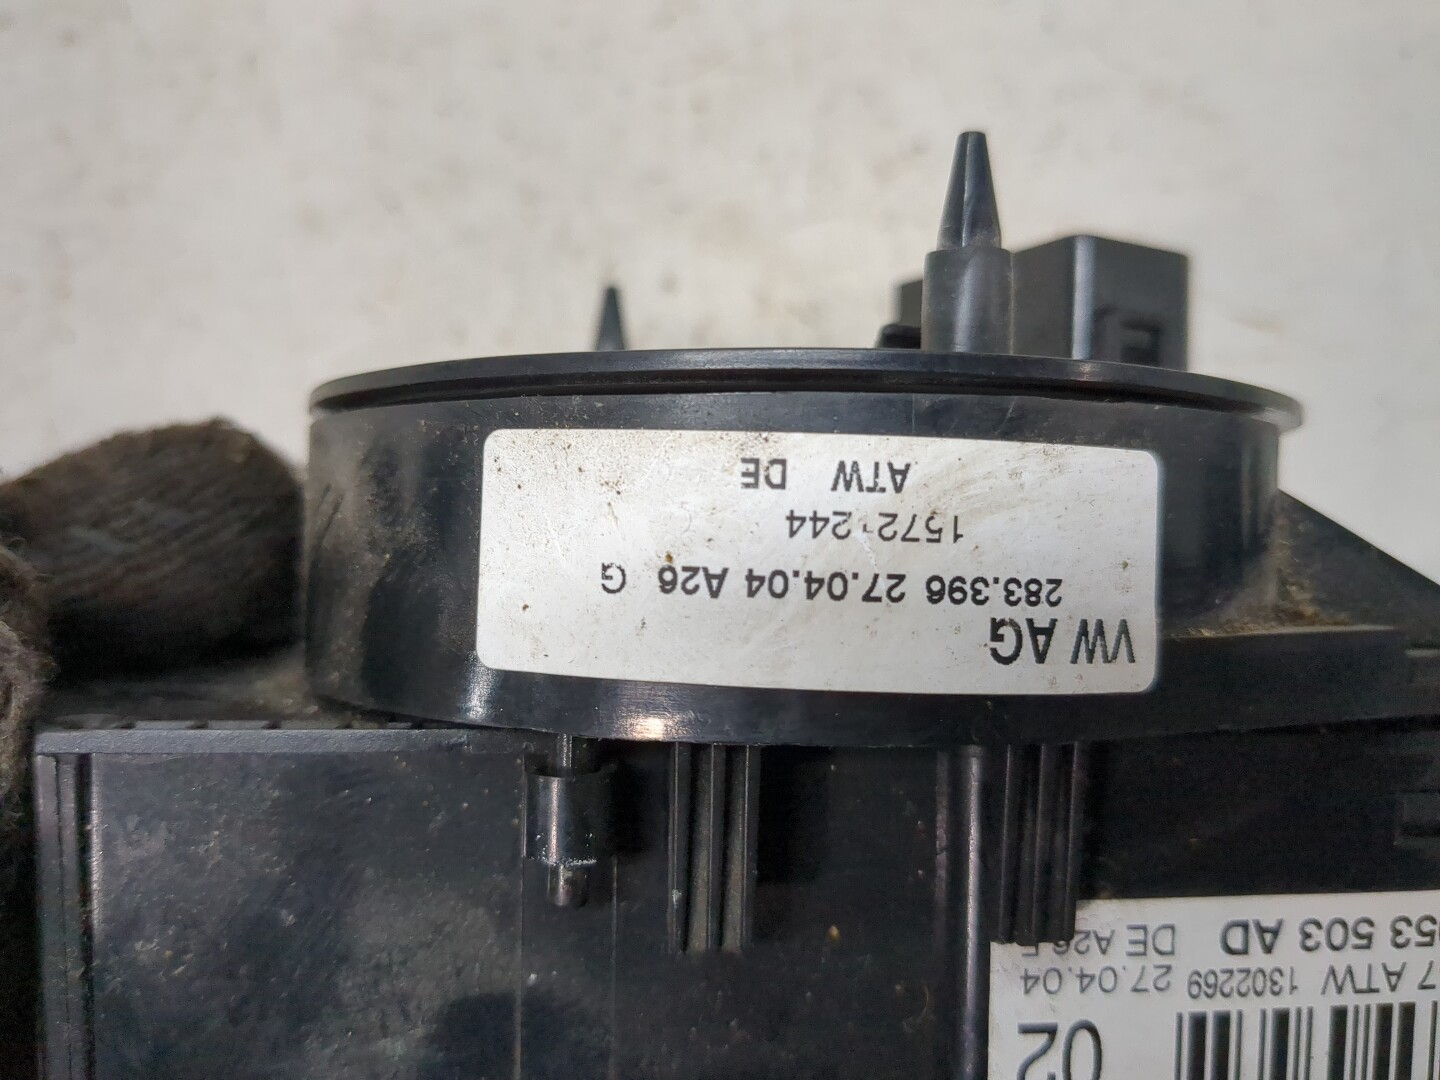 VW AG
283.396 27.04.04 A26 G
1572 244
ATW DE
02
7 ATW 1302269 27.04.04
953 503 AD DE A26